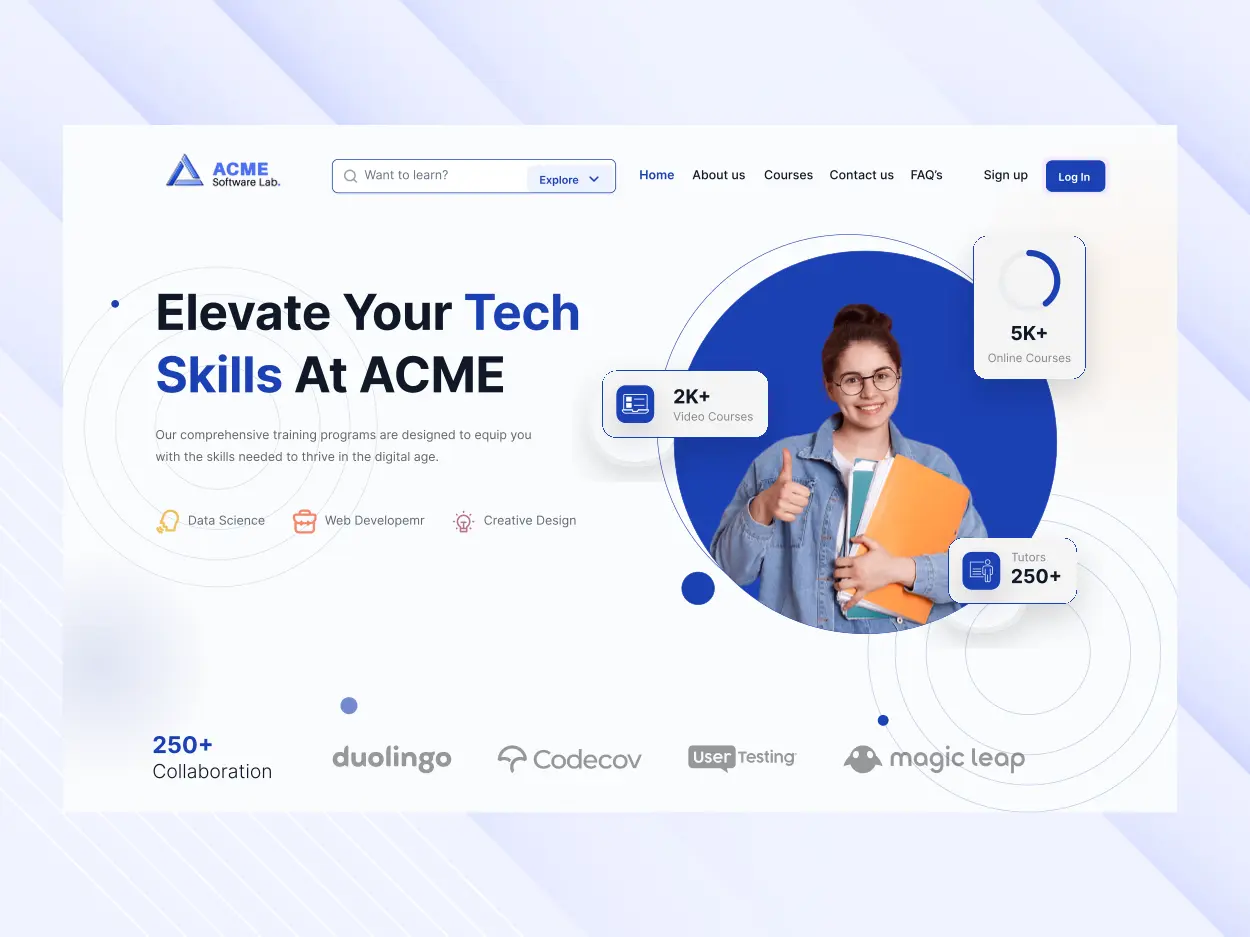 ACME
Software Lab.
Want to learn?
Explore
Home
About us
Courses
Contact us
FAQ's
Sign up
Log In
Elevate Your Tech
Skills At ACME
Our comprehensive training programs are designed to equip you
with the skills needed to thrive in the digital age.
Data Science
Web Developemr
Creative Design
5K+
Online Courses
2K+
Video Courses
Tutors
250+
250+
Collaboration
duolingo
Codecov
User Testing
magic leap